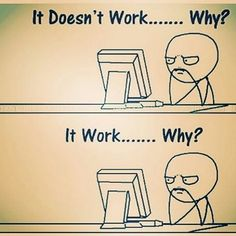 It Doesn't Work....... Why?
It Work....... Why?